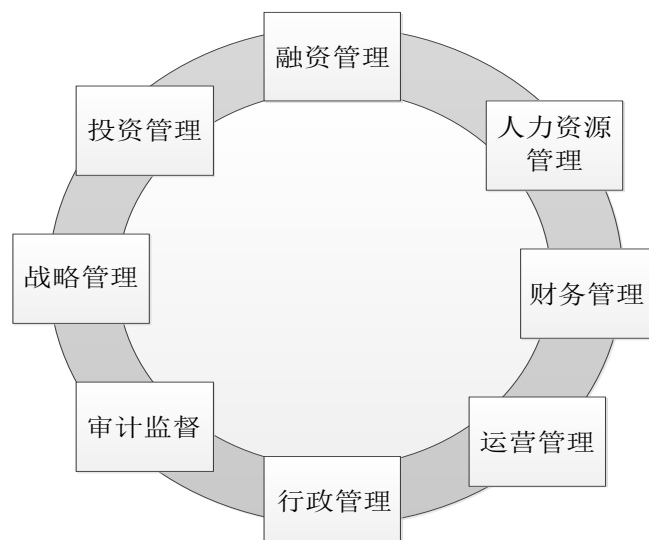 融资管理
投资管理
人力资源
管理
战略管理
财务管理
审计监督
运营管理
行政管理